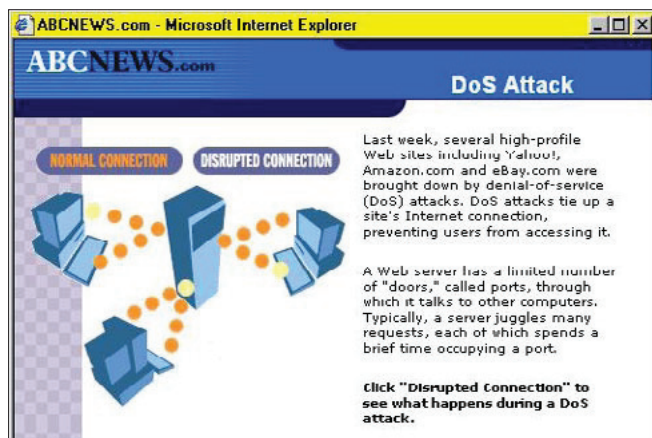 ABCNEWS.com - Microsoft Internet Explorer
ABCNEWS.com
DoS Attack
NORMAL CONNECTION
DISRUPTED CONNECTION
Last week, several high-profile
Web sites including Yahoo!,
Amazon.com and eBay.com were
brought down by denial-of-service
(DoS) attacks. DoS attacks tie up a
site's Internet connection,
preventing users from accessing it.
A Web server has a limited number
of "doors," called ports, through
which it talks to other computers.
Typically, a server juggles many
requests, each of which spends a
brief time occupying a port.
Click "Disrupted Connection" to
see what happens during a DoS
attack.